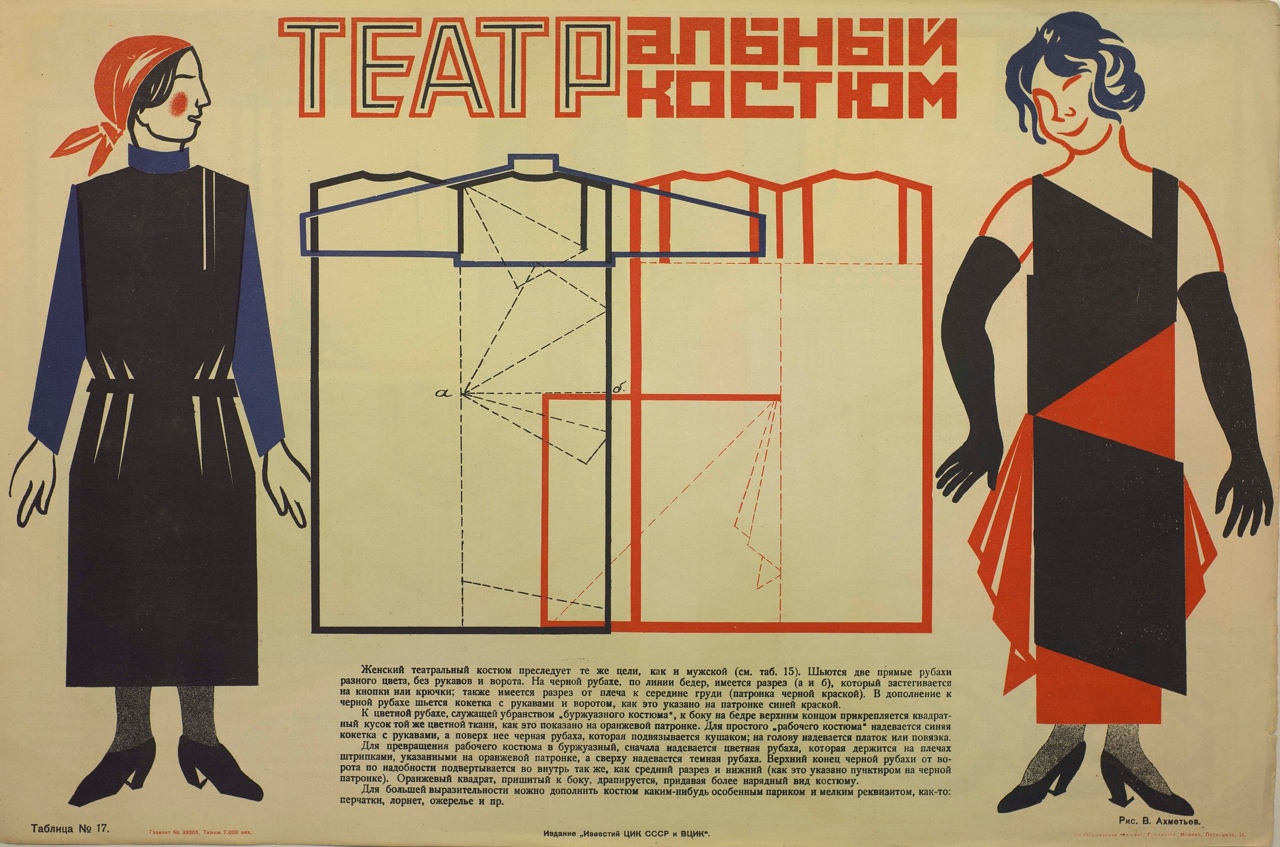 ТЕАТРальный
костюм
а
б.
Женский театральный костюм преследует те же цели, как и мужской (см. таб. 15). Шьются две прямые рубахи
разного цвета, без рукавов и ворота. На черной рубахе, по линии бедер, имеется разрез (а и б), который застегивается
на кнопки или крючки; также имеется разрез от плеча к середине груди (патронка черной краской). В дополнение к
черной рубахе шьется кокетка с рукавами и воротом, как это указано на патронке синей краской.
К цветной рубахе, служащей убранством „буржуазного костюма“, к боку на бедре верхним концом прикрепляется квадрат-
ный кусок той же цветной ткани, как это показано на оранжевой патронке. Для простого „рабочего костюма“ надевается синяя
кокетка с рукавами, а поверх нее черная рубаха, которая подвязывается кушаком; на голову надевается платок или повязка.
Для превращения рабочего костюма в буржуазный, сначала надевается цветная рубаха, которая держится на плечах
штрипками, указанными на оранжевой патронке, а сверху надевается темная рубаха. Верхний конец черной рубахи от во-
рота по надобности подвертывается во внутрь так же, как средний разрез и нижний (как это указано пунктиром на черной
патронке). Оранжевый квадрат, пришитый к боку, драпируется, придавая более нарядный вид костюму.
Для большей выразительности можно дополнить костюм каким-нибудь особенным париком и мелким реквизитом, как-то:
перчатки, лорнет, ожерелье и пр.
Таблица № 17.
Тираж 7.000 экз.
Издание „Известий ЦИК СССР и ВЦИК“.
Рис. В. Ахметьев.